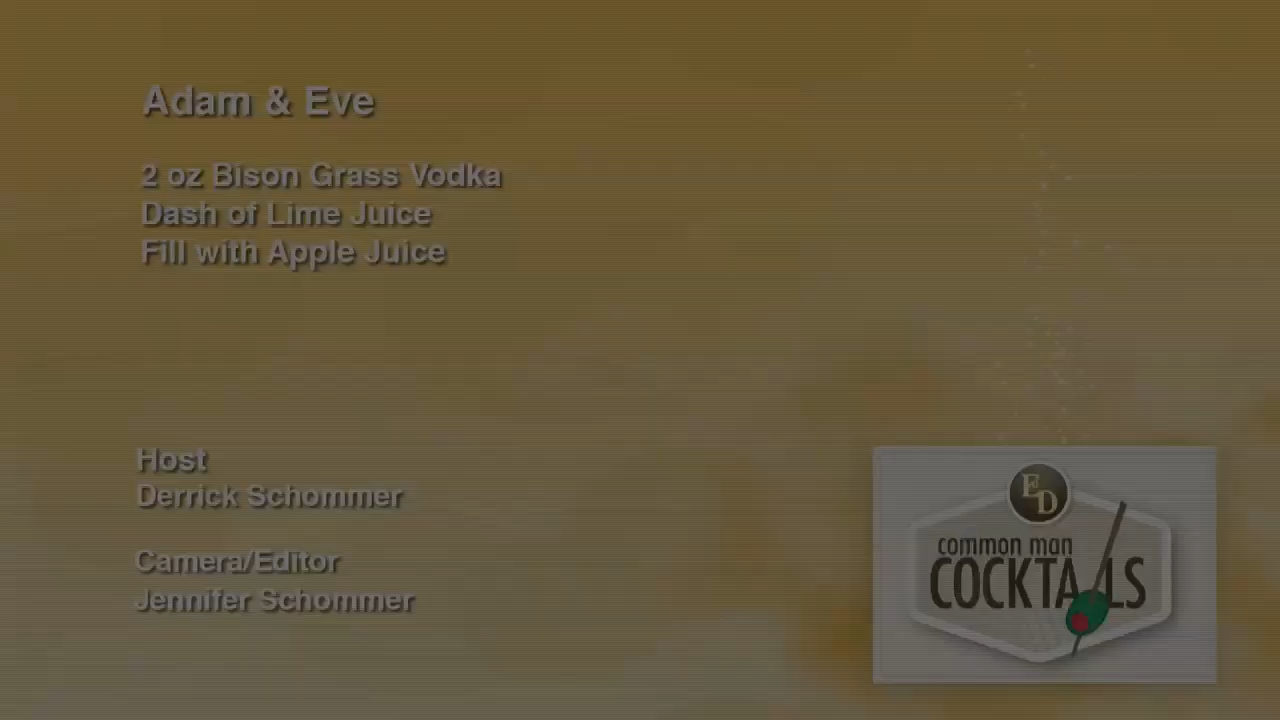 Adam & Eve
2 oz Bison Grass Vodka
Dash of Lime Juice
Fill with Apple Juice
Host
Derrick Schommer
Camera/Editor
Jennifer Schommer
ED
common man
COCKTAILS